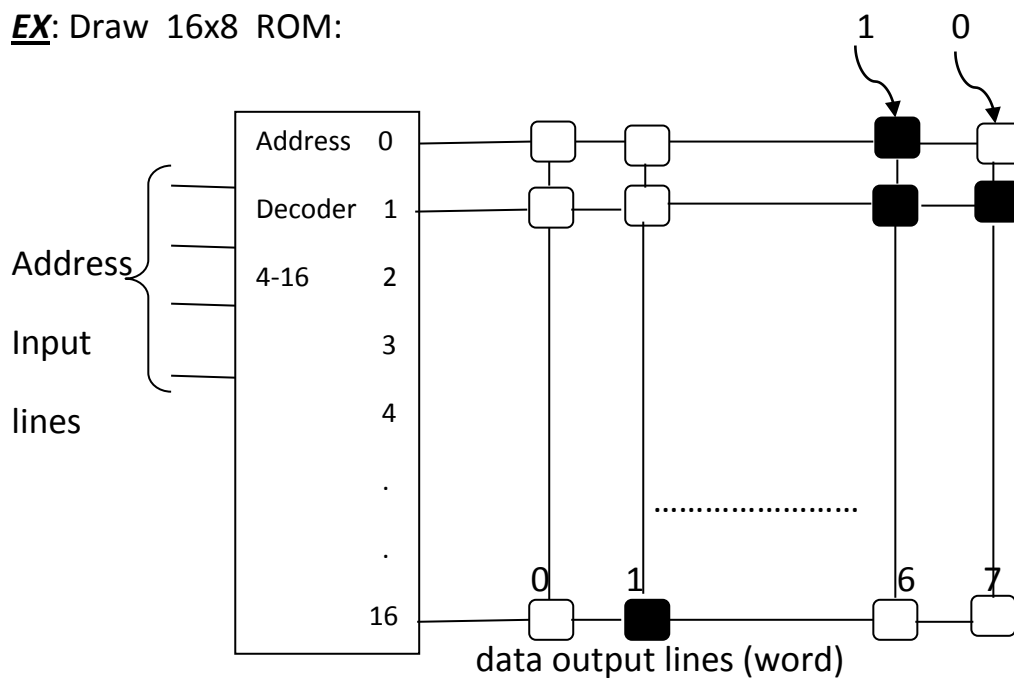 EX: Draw 16x8 ROM:
1 0
Address 0
Decoder 1
4-16 2
3
4
.
.
16
Address
Input
lines
........................
0 1 6 7
data output lines (word)